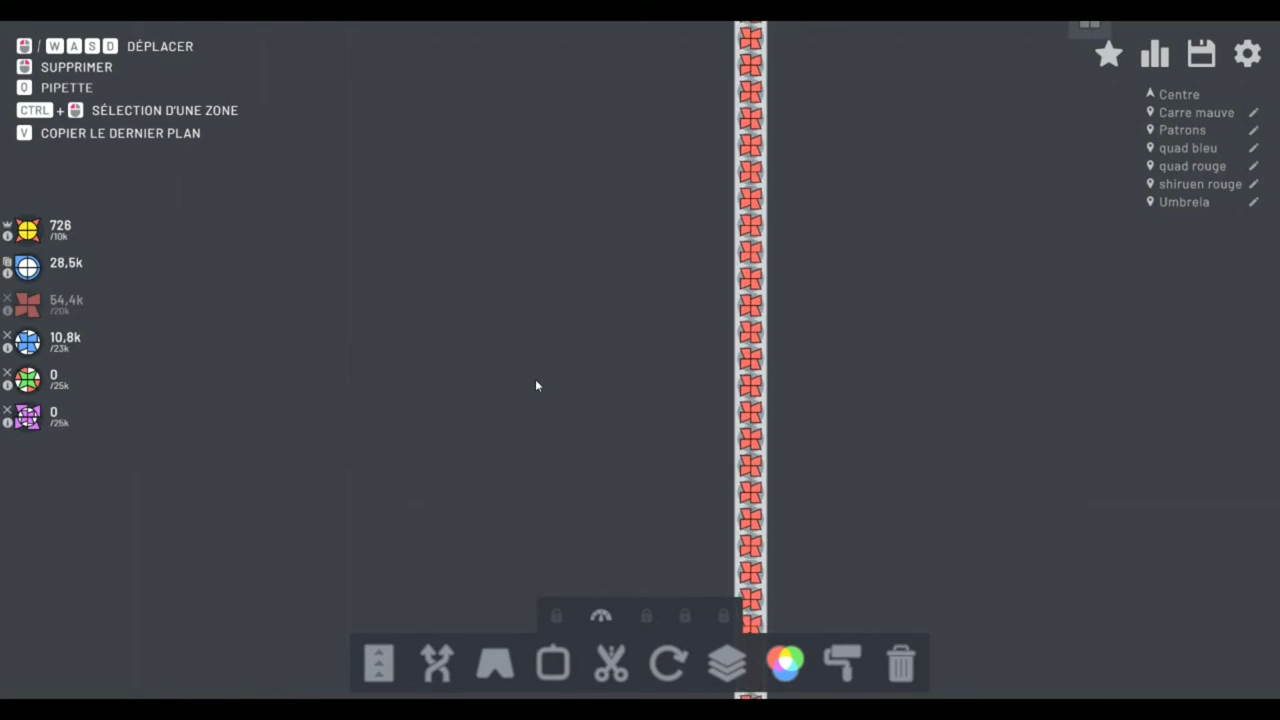 / W A S D DÉPLACER
SUPPRIMER
Q PIPETTE
CTRL + SÉLECTION D'UNE ZONE
V COPIER LE DERNIER PLAN
Centre
Carre mauve
Patrons
quad bleu
quad rouge
shiruen rouge
Umbrela
726
/10k
28,5k
54,4k
/20k
10,8k
/23k
0
/25k
0
/25k